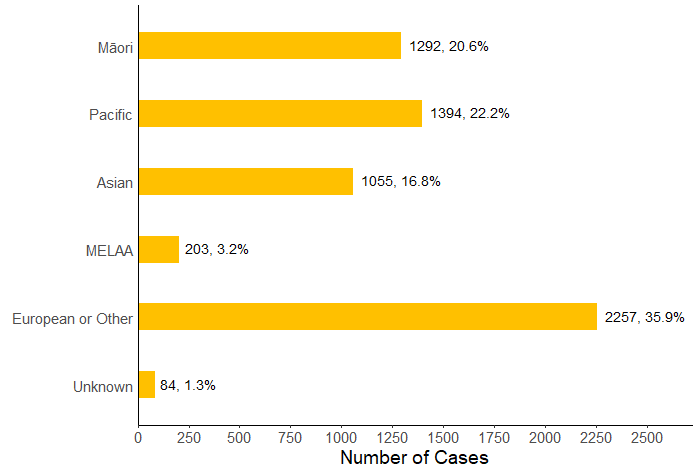 Māori 1292, 20.6%
Pacific 1394, 22.2%
Asian 1055, 16.8%
MELAA 203, 3.2%
European or Other 2257, 35.9%
Unknown 84, 1.3%
0 250 500 750 1000 1250 1500 1750 2000 2250 2500
Number of Cases